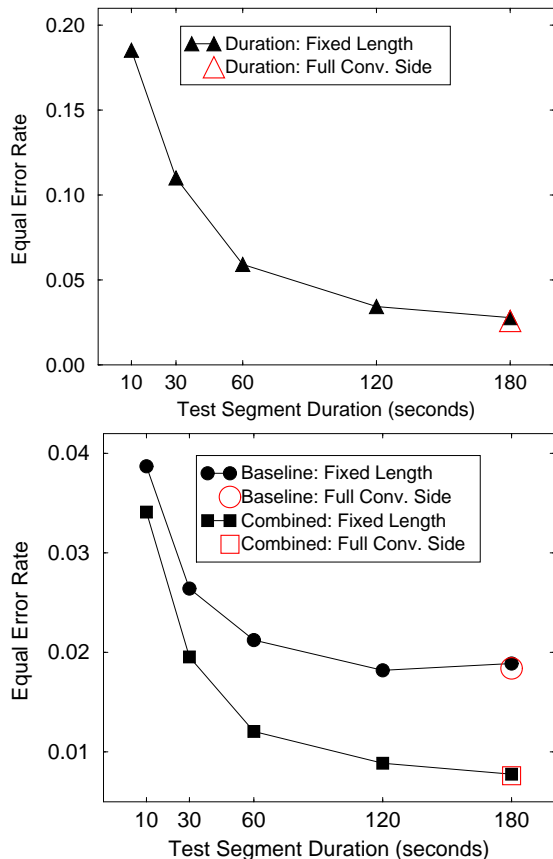 0.20
0.15
0.10
0.05
0.00
Equal Error Rate
Duration: Fixed Length
Duration: Full Conv. Side
10 30 60 120 180
Test Segment Duration (seconds)
0.04
0.03
0.02
0.01
Equal Error Rate
Baseline: Fixed Length
Baseline: Full Conv. Side
Combined: Fixed Length
Combined: Full Conv. Side
10 30 60 120 180
Test Segment Duration (seconds)